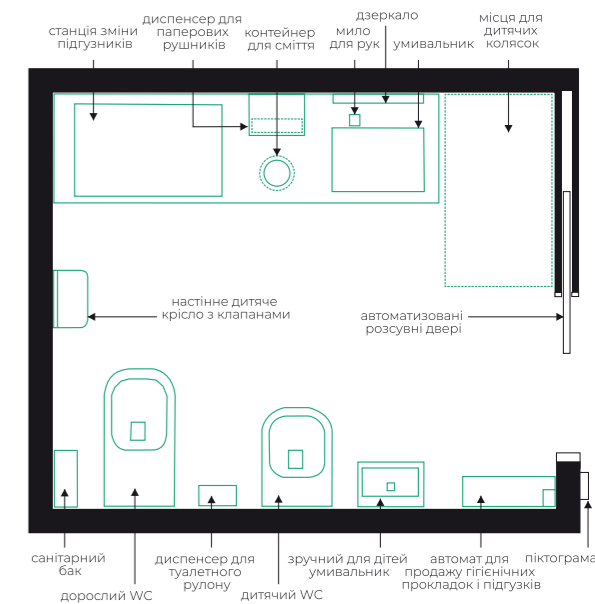 станція зміни
підгузників
диспенсер для
паперових
рушників
контейнер
для сміття
мило
для рук
дзеркало
умивальник
місця для
дитячих
колясок
настінне дитяче
крісло з клапанами
автоматизовані
розсувні двері
санітарний
бак
дорослий WC
диспенсер для
туалетного
рулону
дитячий WC
зручний для дітей
умивальник
автомат для
продажу гігієнічних
прокладок і підгузків
піктограма